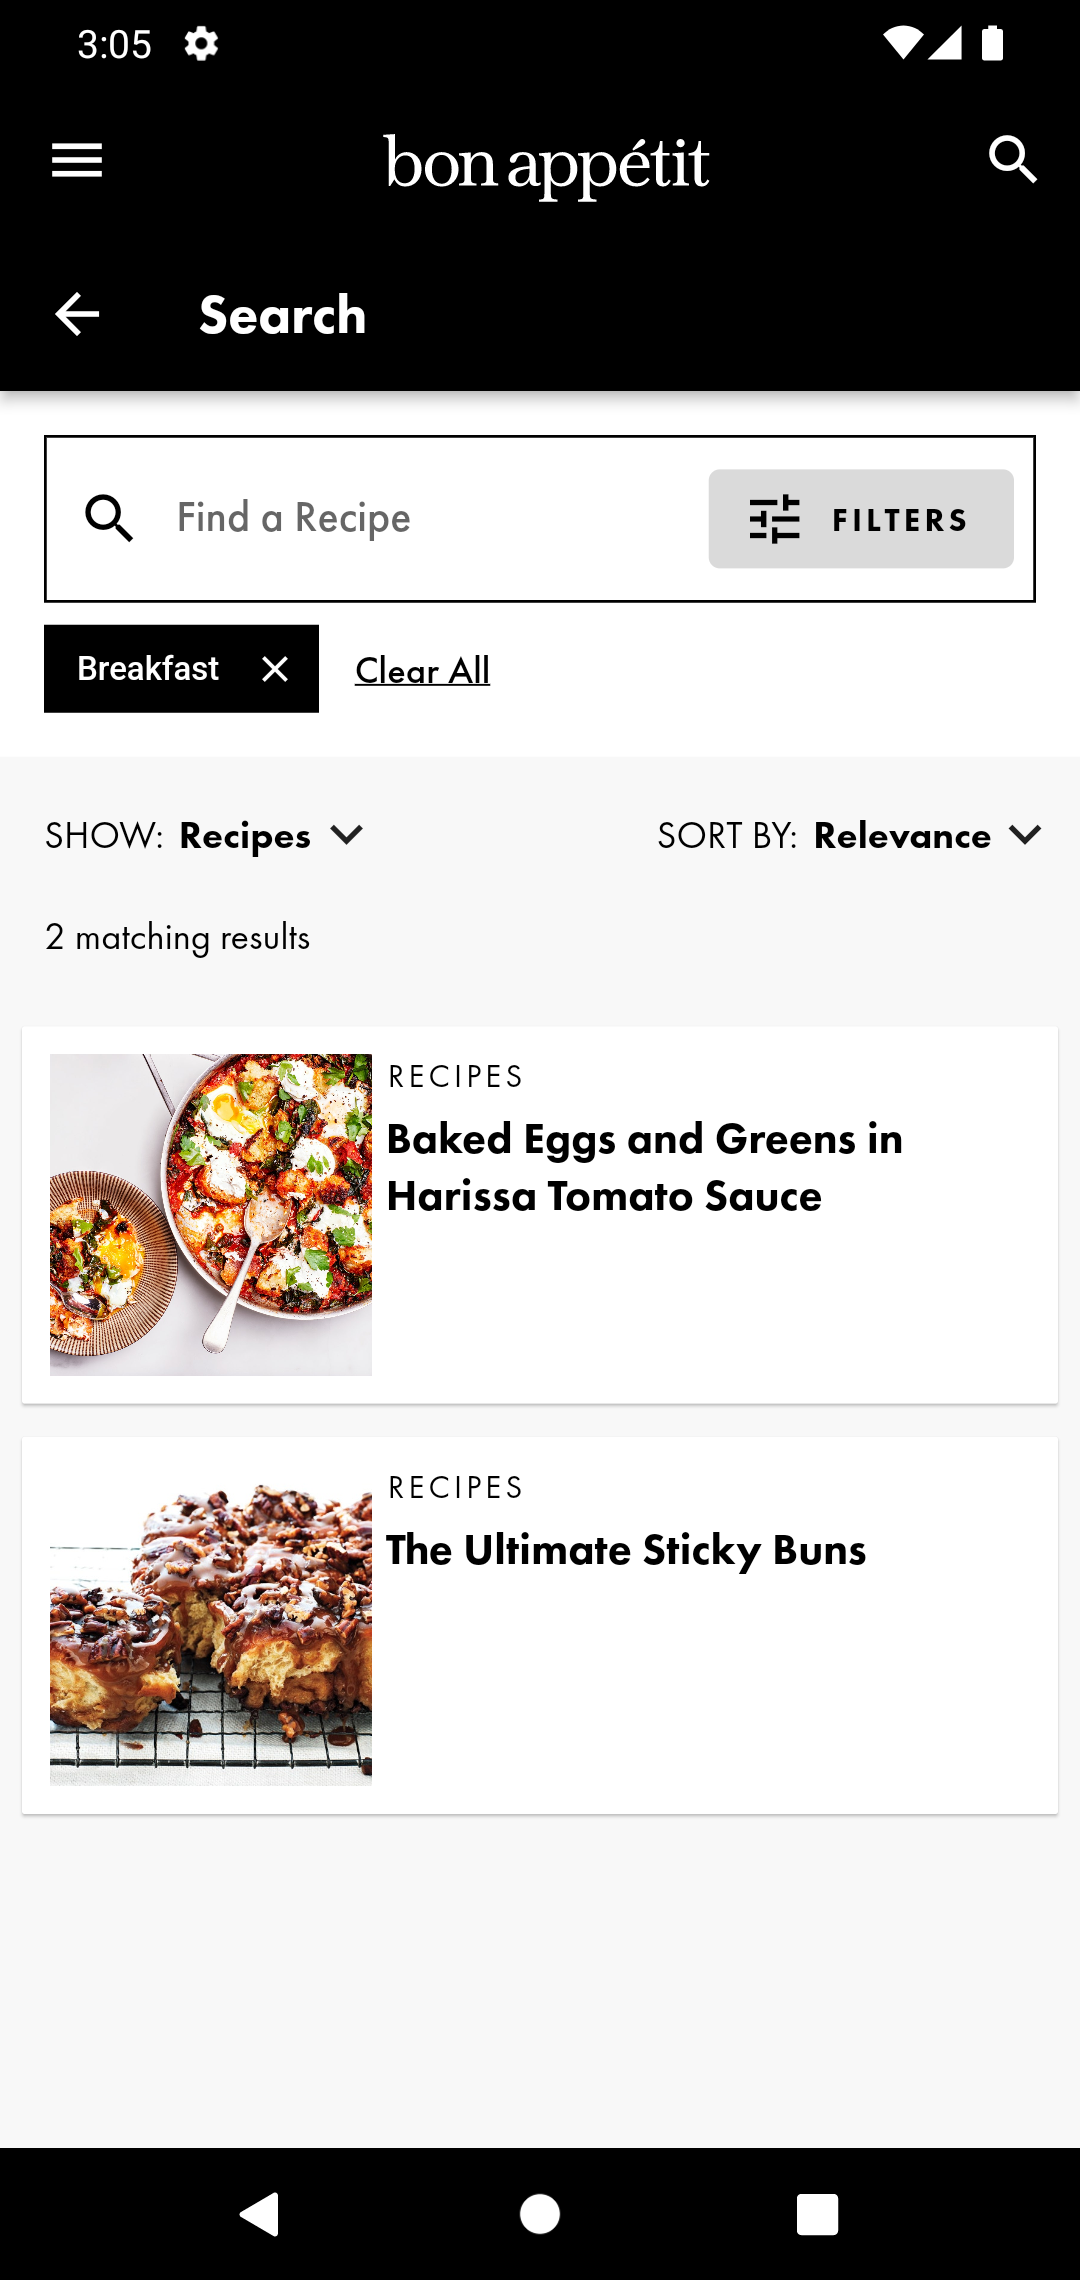 3:05
bon appétit
Search
Find a Recipe
FILTERS
Breakfast
Clear All
SHOW: Recipes
SORT BY: Relevance
2 matching results
RECIPES
Baked Eggs and Greens in
Harissa Tomato Sauce
RECIPES
The Ultimate Sticky Buns